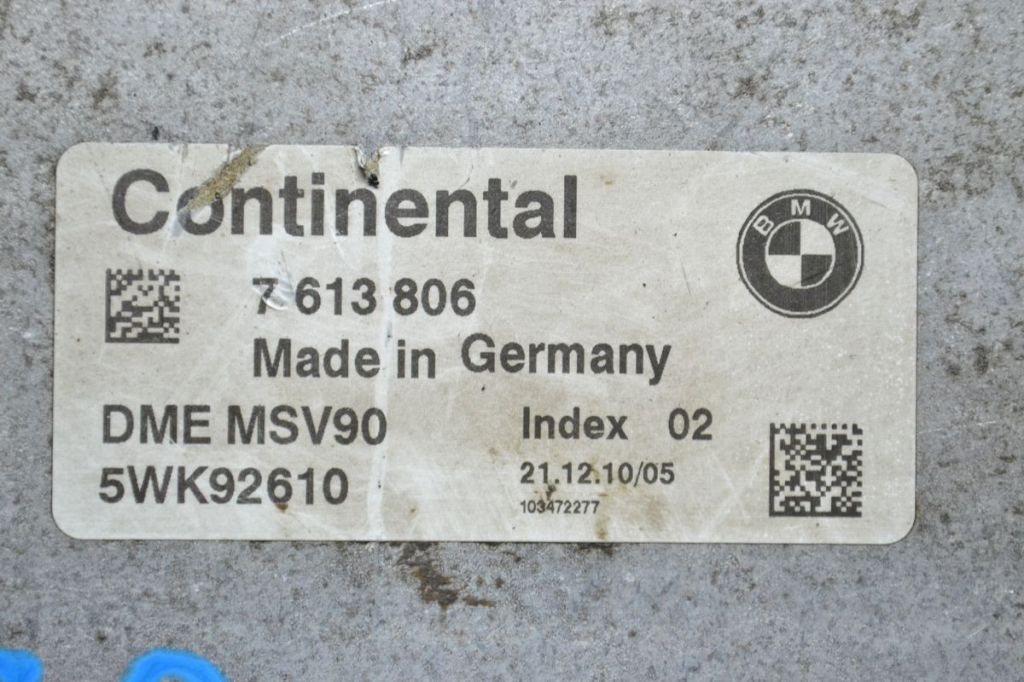 Continental
BMW
7 613 806
Made in Germany
DME MSV90
Index 02
5WK92610
21.12.10/05
103472277